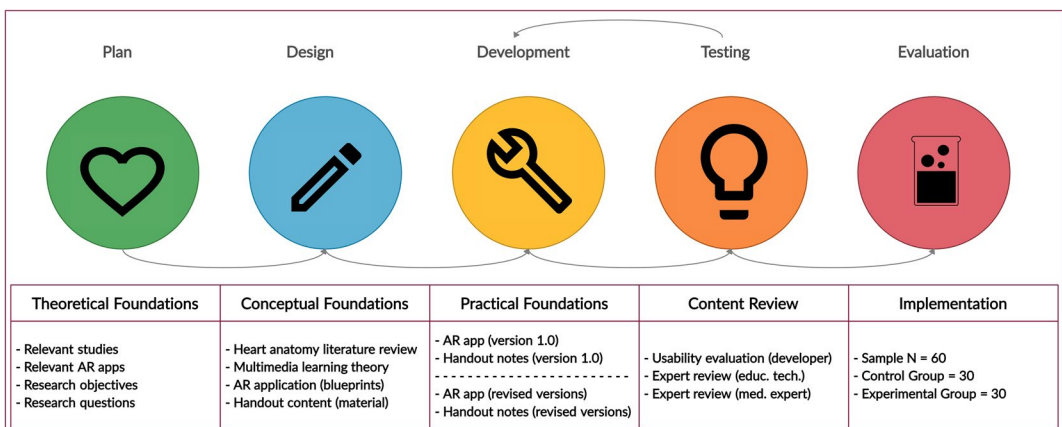 Plan
Design
Development
Testing
Evaluation
Theoretical Foundations
Conceptual Foundations
Practical Foundations
Content Review
Implementation
- Relevant studies
- Relevant AR apps
- Research objectives
- Research questions
- Heart anatomy literature review
- Multimedia learning theory
- AR application (blueprints)
- Handout content (material)
- AR app (version 1.0)
- Handout notes (version 1.0)
- AR app (revised versions)
- Handout notes (revised versions)
- Usability evaluation (developer)
- Expert review (educ. tech.)
- Expert review (med. expert)
- Sample N = 60
- Control Group = 30
- Experimental Group = 30